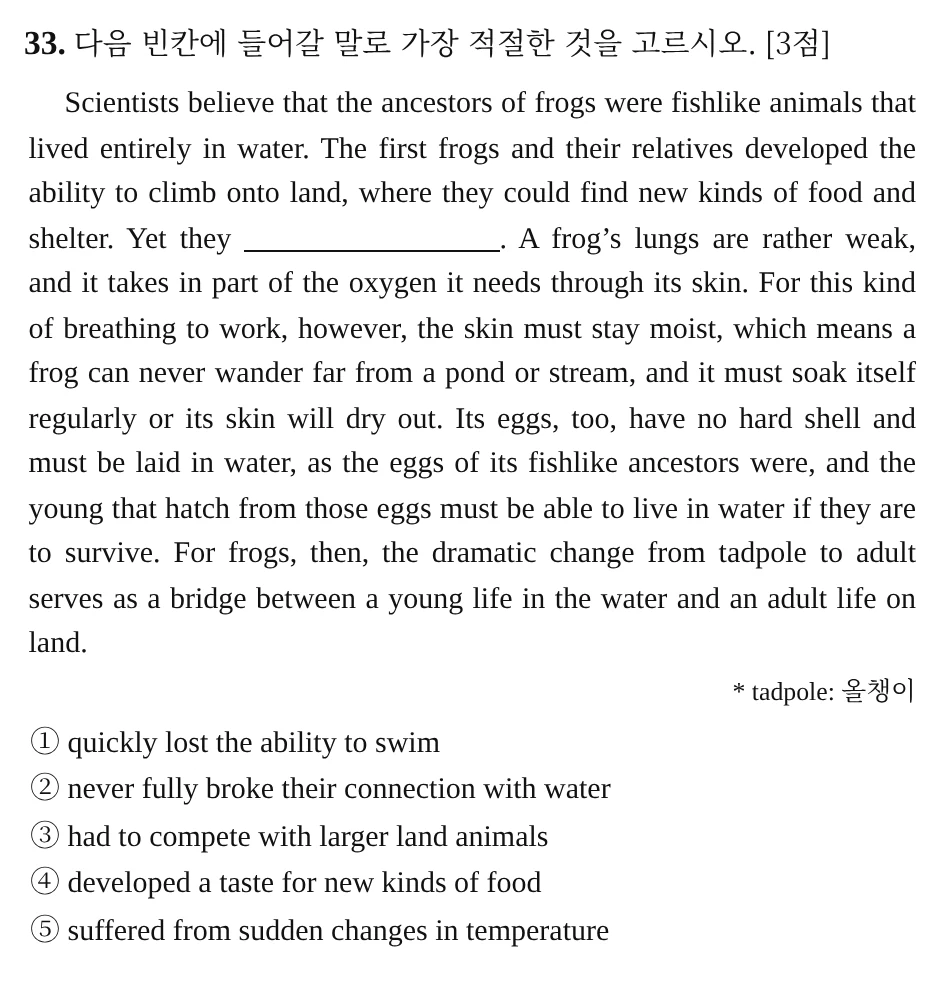 33. 다음 빈칸에 들어갈 말로 가장 적절한 것을 고르시오. [3점]
Scientists believe that the ancestors of frogs were fishlike animals that
lived entirely in water. The first frogs and their relatives developed the
ability to climb onto land, where they could find new kinds of food and
shelter. Yet they ________________. A frog’s lungs are rather weak,
and it takes in part of the oxygen it needs through its skin. For this kind
of breathing to work, however, the skin must stay moist, which means a
frog can never wander far from a pond or stream, and it must soak itself
regularly or its skin will dry out. Its eggs, too, have no hard shell and
must be laid in water, as the eggs of its fishlike ancestors were, and the
young that hatch from those eggs must be able to live in water if they are
to survive. For frogs, then, the dramatic change from tadpole to adult
serves as a bridge between a young life in the water and an adult life on
land.
* tadpole: 올챙이
① quickly lost the ability to swim
② never fully broke their connection with water
③ had to compete with larger land animals
④ developed a taste for new kinds of food
⑤ suffered from sudden changes in temperature